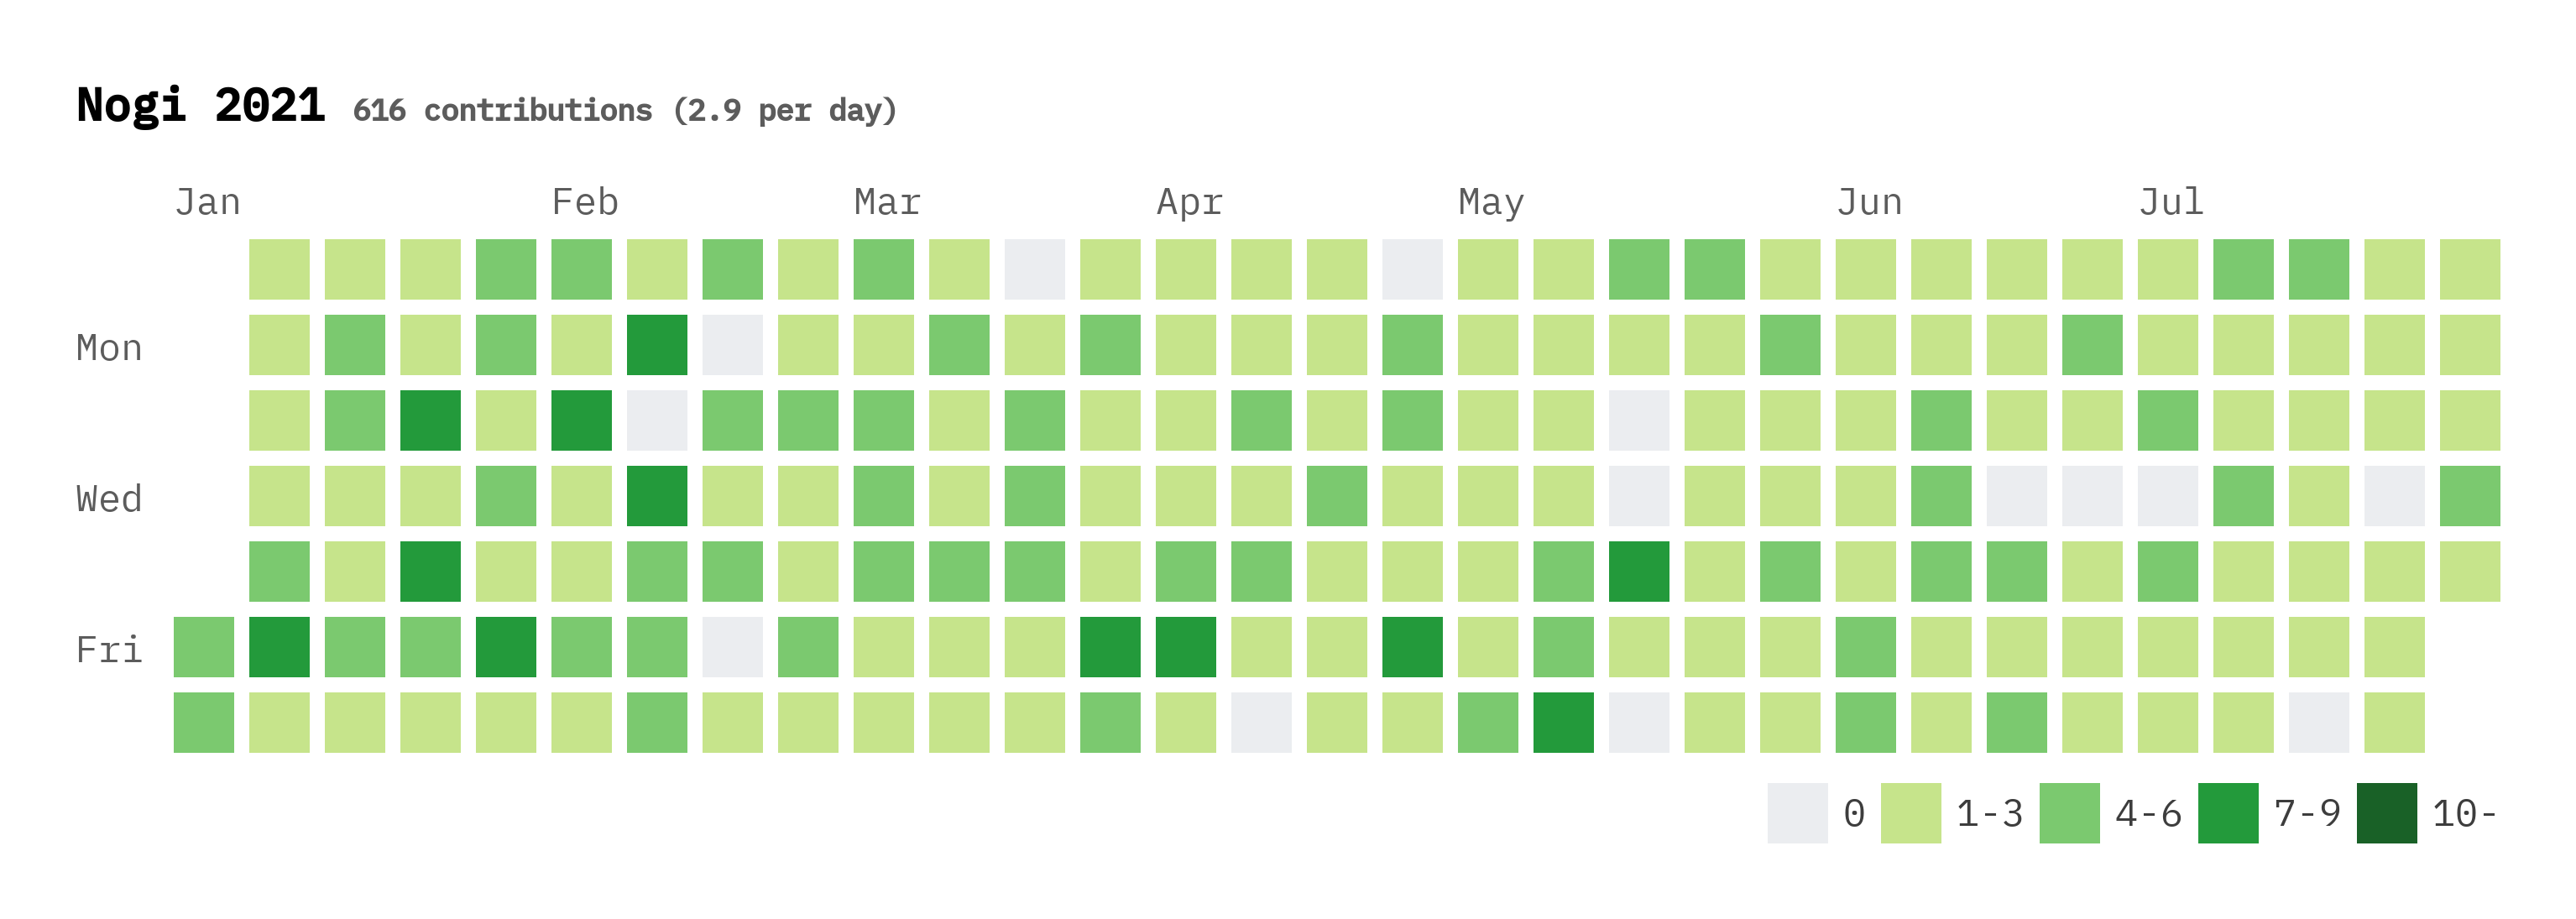 Nogi 2021 616 contributions (2.9 per day)
Jan Feb Mar Apr May Jun Jul
Mon
Wed
Fri
0 1-3 4-6 7-9 10-